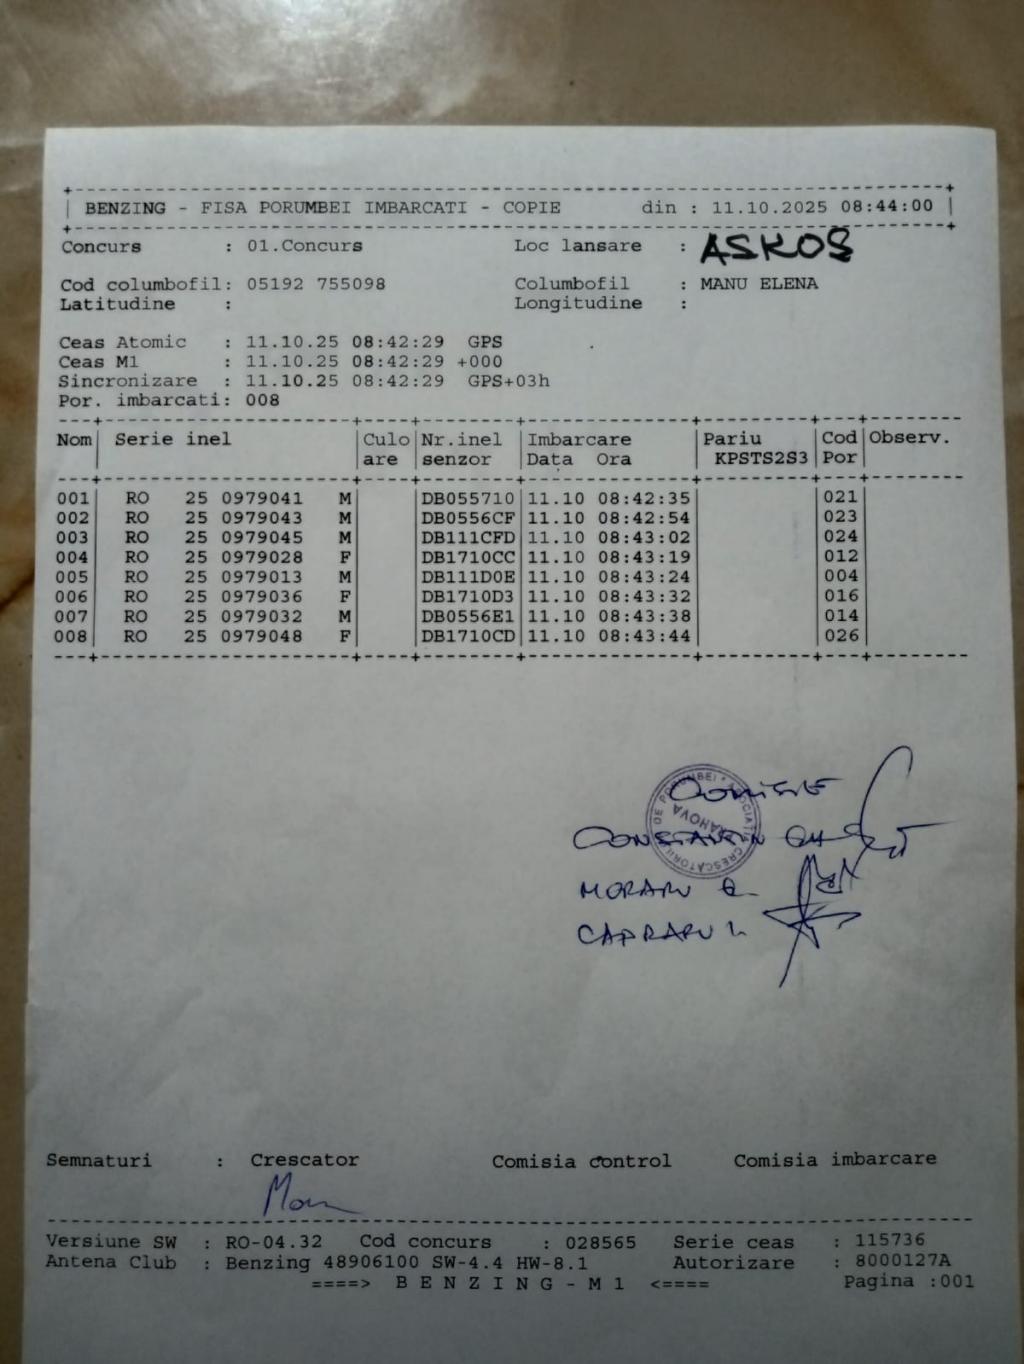 BENZING - FISA PORUMBEI IMBARCATI - COPIE din : 11.10.2025 08:44:00
Concurs : 01.Concurs Loc lansare : ASKOS
Cod columbofil: 05192 755098 Columbofil : MANU ELENA
Latitudine : Longitudine :
Ceas Atomic : 11.10.25 08:42:29 GPS
Ceas M1 : 11.10.25 08:42:29 +000
Sincronizare : 11.10.25 08:42:29 GPS+03h
Por. imbarcati: 008
Nom Serie inel Culo Nr.inel Imbarcare Pariu Cod Observ.
are senzor Data Ora KPSTS2S3 Por
001 RO 25 0979041 M DB055710 11.10 08:42:35 021
002 RO 25 0979043 M DB0556CF 11.10 08:42:54 023
003 RO 25 0979045 M DB111CFD 11.10 08:43:02 024
004 RO 25 0979028 F DB1710CC 11.10 08:43:19 012
005 RO 25 0979013 M DB111D0E 11.10 08:43:24 004
006 RO 25 0979036 F DB1710D3 11.10 08:43:32 016
007 RO 25 0979032 M DB0556E1 11.10 08:43:38 014
008 RO 25 0979048 F DB1710CD 11.10 08:43:44 026
PRAHOVA
CONSTANTIN
MORARU
CAPRARU I.
Semnaturi : Crescator Comisia control Comisia imbarcare
Versiune SW : RO-04.32 Cod concurs : 028565 Serie ceas : 115736
Antena Club : Benzing 48906100 SW-4.4 HW-8.1 Autorizare : 8000127A
====> B E N Z I N G - M 1 <==== Pagina :001